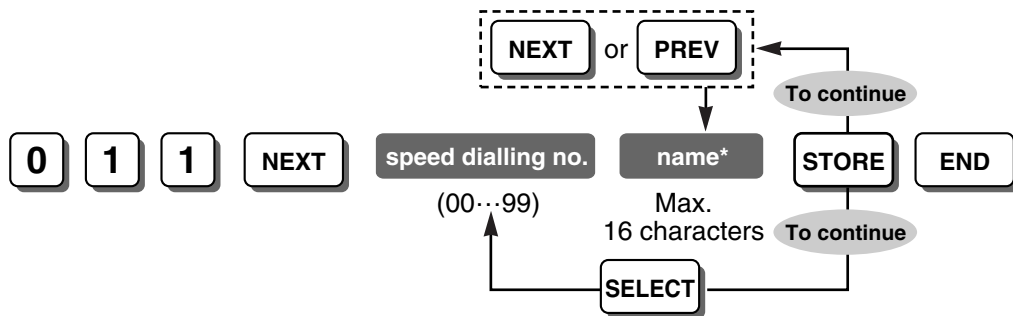 NEXT or PREV
To continue
0 1 1 NEXT speed dialling no. name* STORE END
(00···99) Max.
16 characters To continue
SELECT